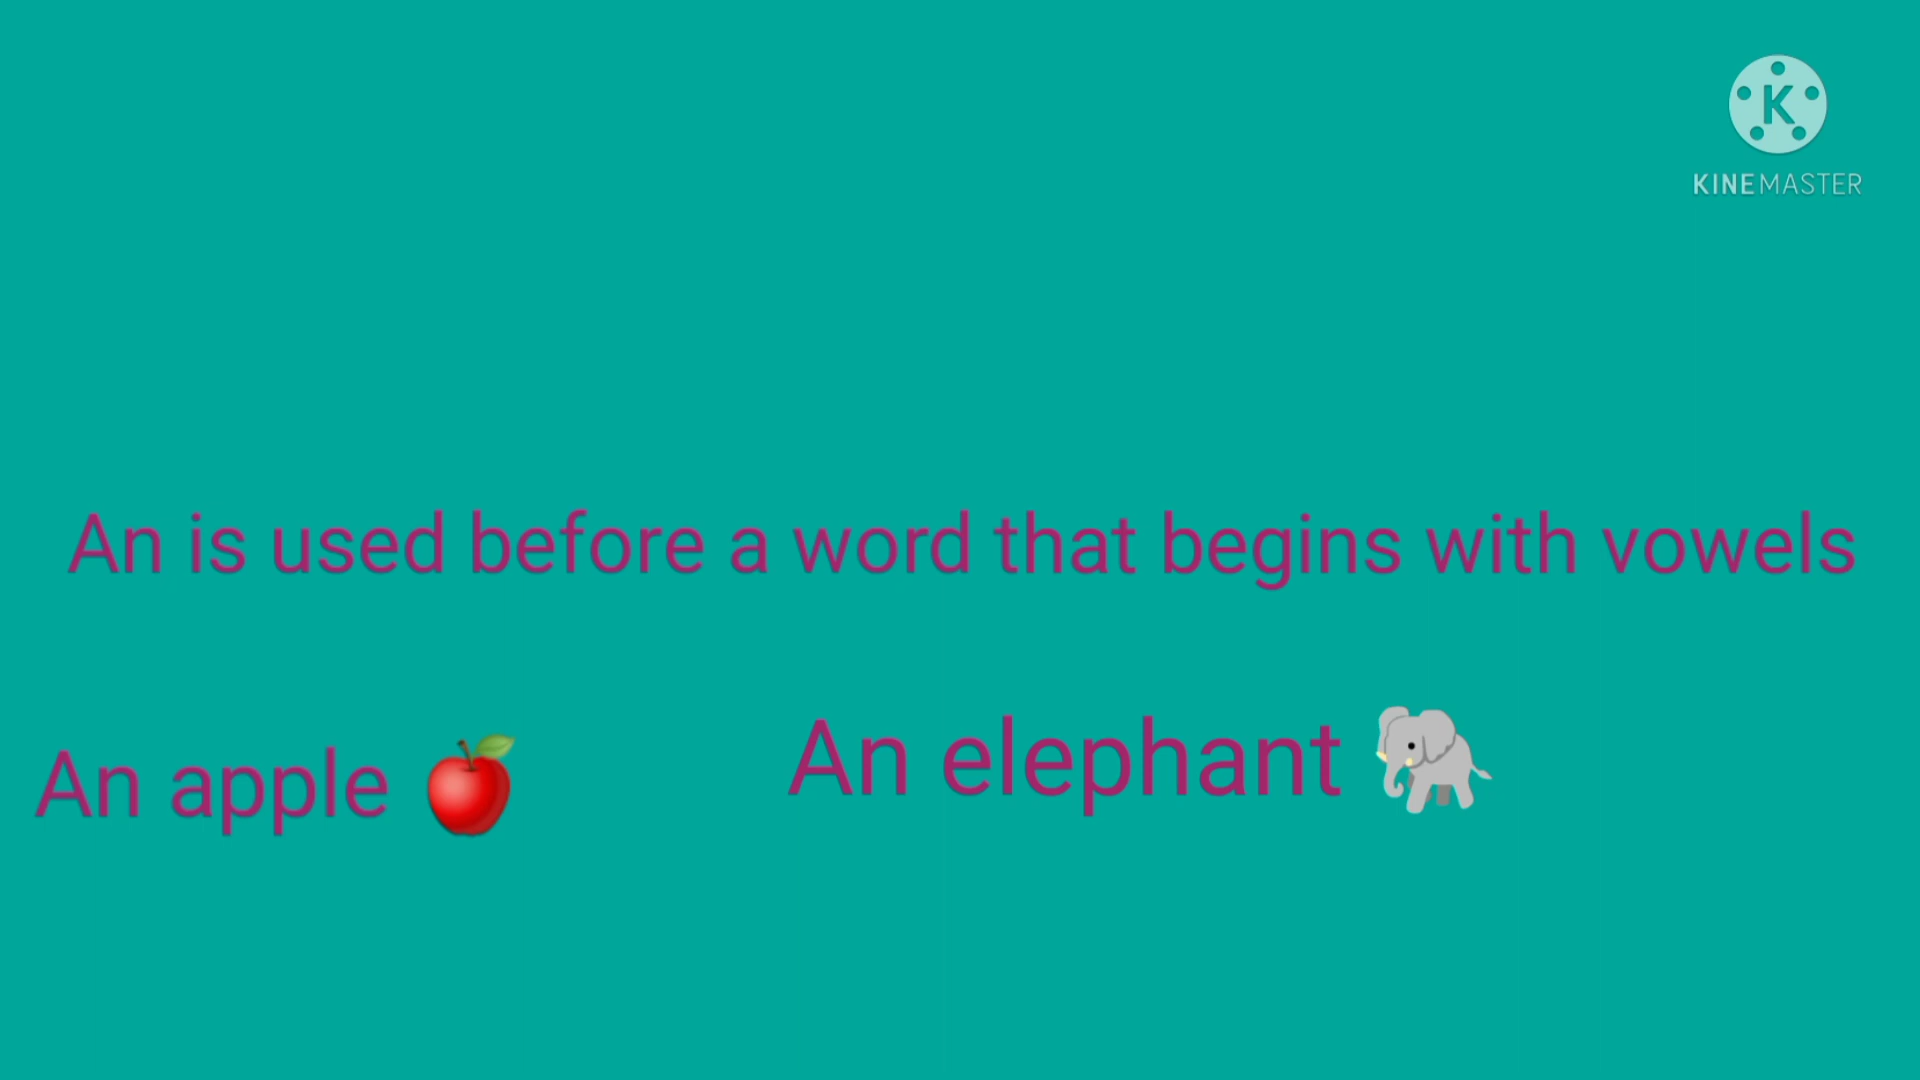 KINEMASTER
An is used before a word that begins with vowels
An apple 🍎
An elephant 🐘